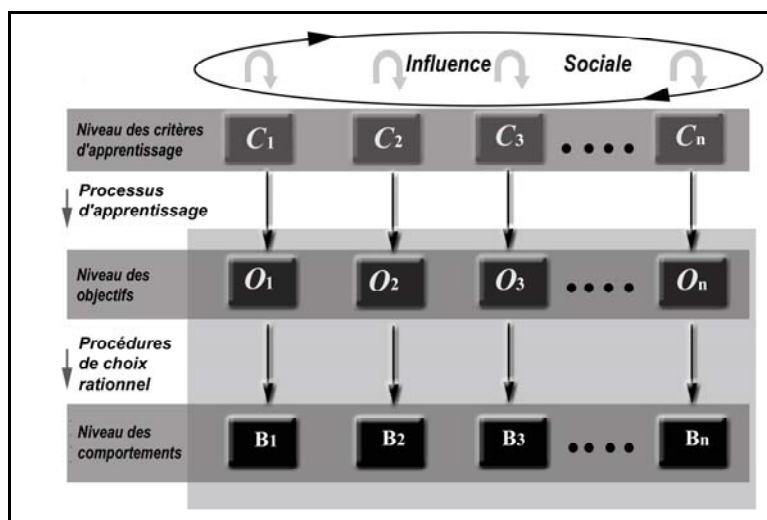 Influence Sociale
Niveau des critères
d'apprentissage
C1 C2 C3 •••• Cn
Processus
d'apprentissage
Niveau des
objectifs
O1 O2 O3 •••• On
Procédures
de choix
rationnel
Niveau des
comportements
B1 B2 B3 •••• Bn